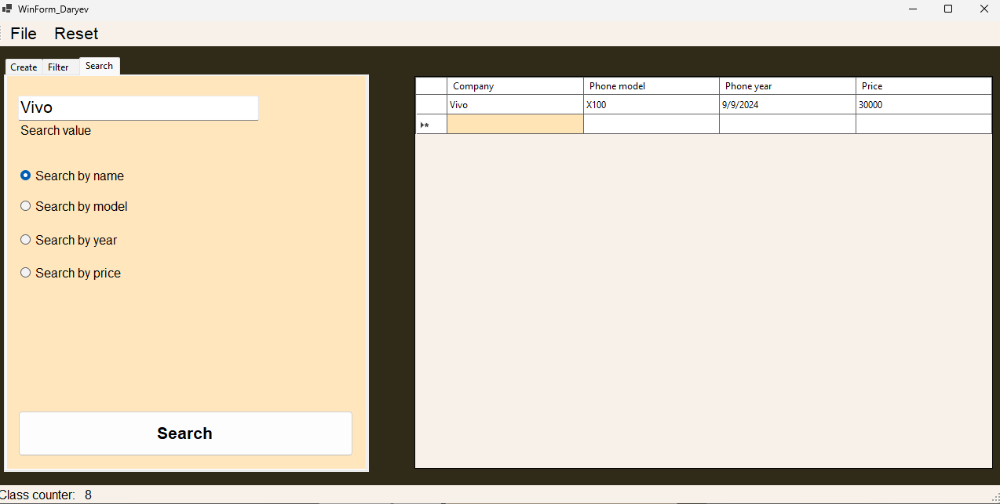 WinForm_Daryev
File Reset
Create Filter Search
Vivo
Search value
Search by name
Search by model
Search by year
Search by price
Search
Company Phone model Phone year Price
Vivo X100 9/9/2024 30000
Class counter: 8